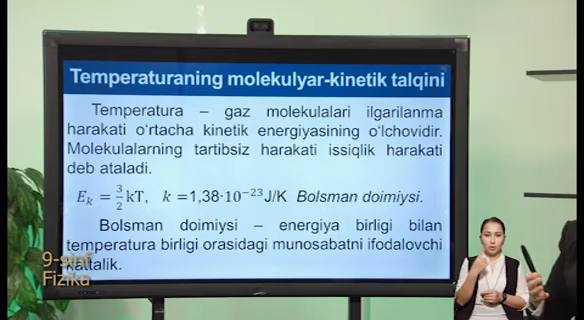 Temperaturaning molekulyar-kinetik talqini
Temperatura – gaz molekulalari ilgarilanma
harakati o‘rtacha kinetik energiyasining o‘lchovidir.
Molekulalarning tartibsiz harakati issiqlik harakati
deb ataladi.
E_k = 3/2 kT, k =1,38·10⁻²³J/K Bolsman doimiysi.
Bolsman doimiysi – energiya birligi bilan
temperatura birligi orasidagi munosabatni ifodalovchi
kattalik.
9-sinf
Fizika